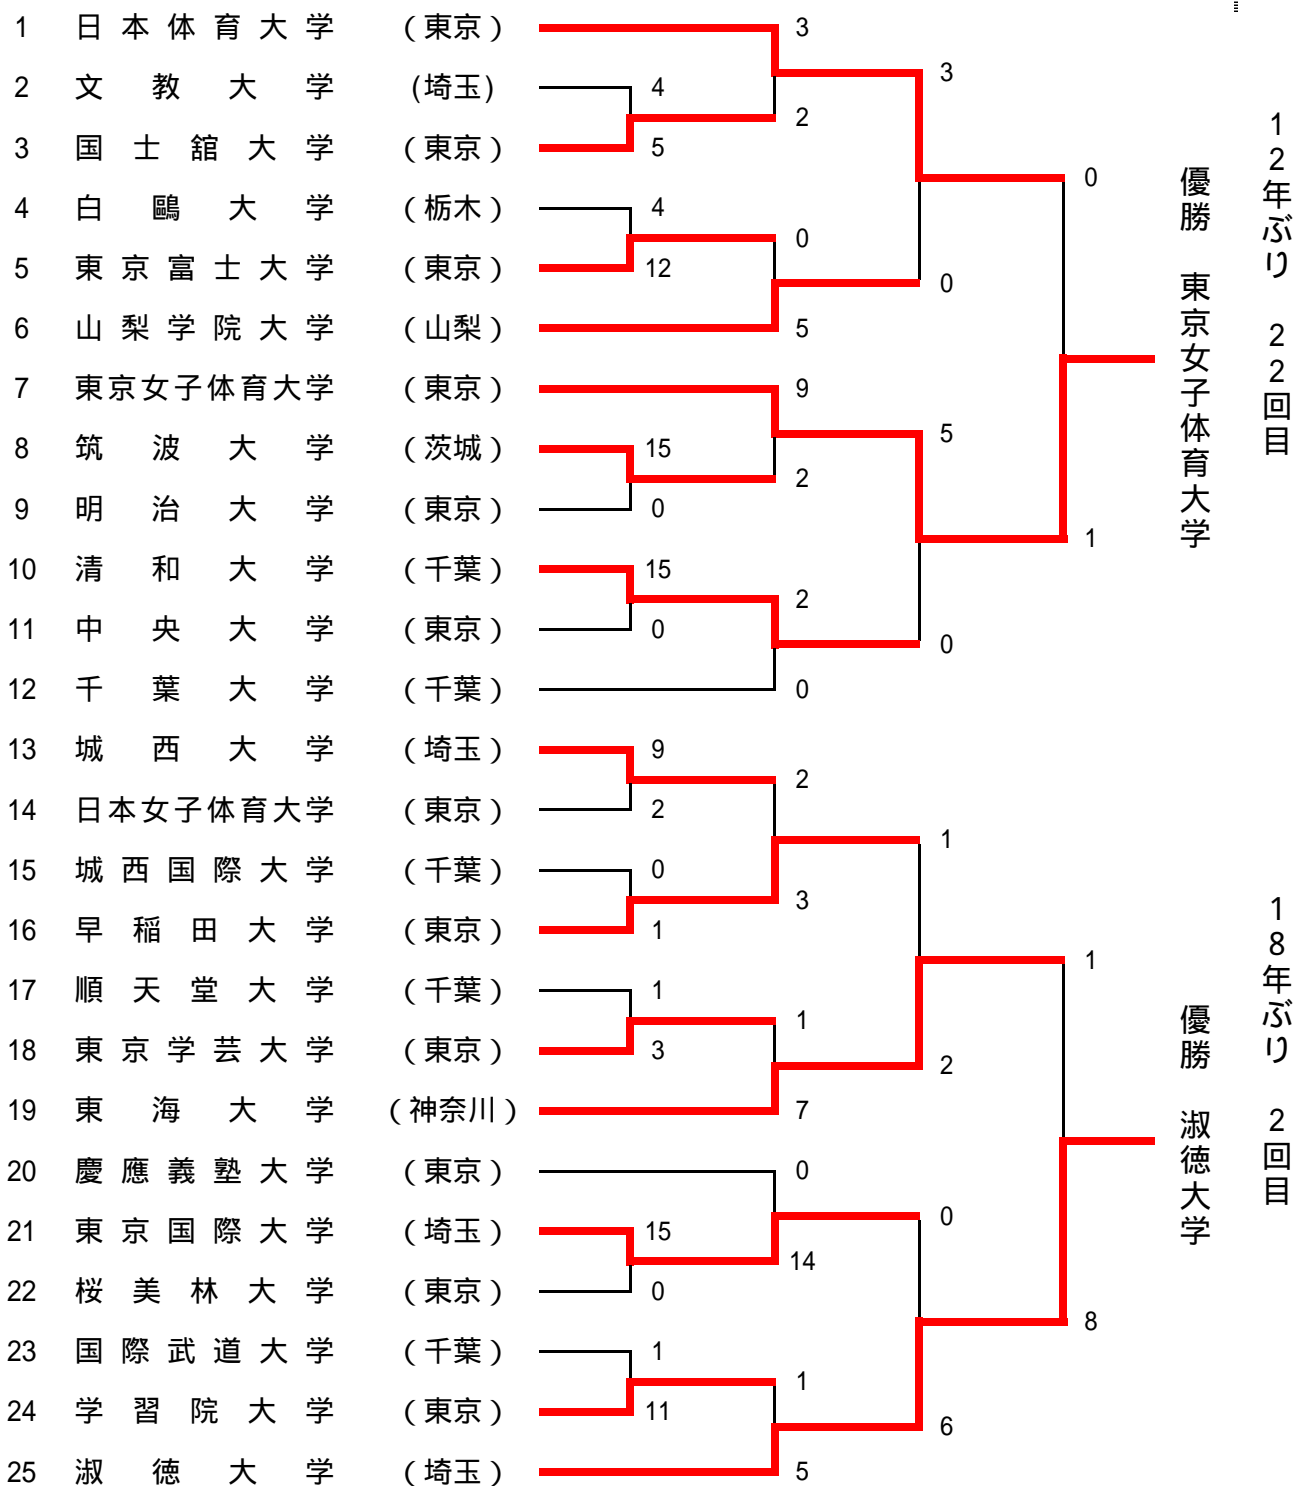 1 日本体育大学 (東京) 3
3
2 文教大学 (埼玉) 4
2
3 国士舘大学 (東京) 5
0
4 白鷗大学 (栃木) 4
0
5 東京富士大学 (東京) 12
0
6 山梨学院大学 (山梨) 5
7 東京女子体育大学 (東京) 9
5
8 筑波大学 (茨城) 15
2
9 明治大学 (東京) 0
1
10 清和大学 (千葉) 15
2
11 中央大学 (東京) 0
0
12 千葉大学 (千葉) 0
優勝 東京女子体育大学
12年ぶり 22回目
13 城西大学 (埼玉) 9
2
14 日本女子体育大学 (東京) 2
1
15 城西国際大学 (千葉) 0
3
16 早稲田大学 (東京) 1
1
17 順天堂大学 (千葉) 1
1
18 東京学芸大学 (東京) 3
2
19 東海大学 (神奈川) 7
20 慶應義塾大学 (東京) 0
0
21 東京国際大学 (埼玉) 15
14
22 桜美林大学 (東京) 0
8
23 国際武道大学 (千葉) 1
1
24 学習院大学 (東京) 11
6
25 淑徳大学 (埼玉) 5
優勝 淑徳大学
18年ぶり 2回目